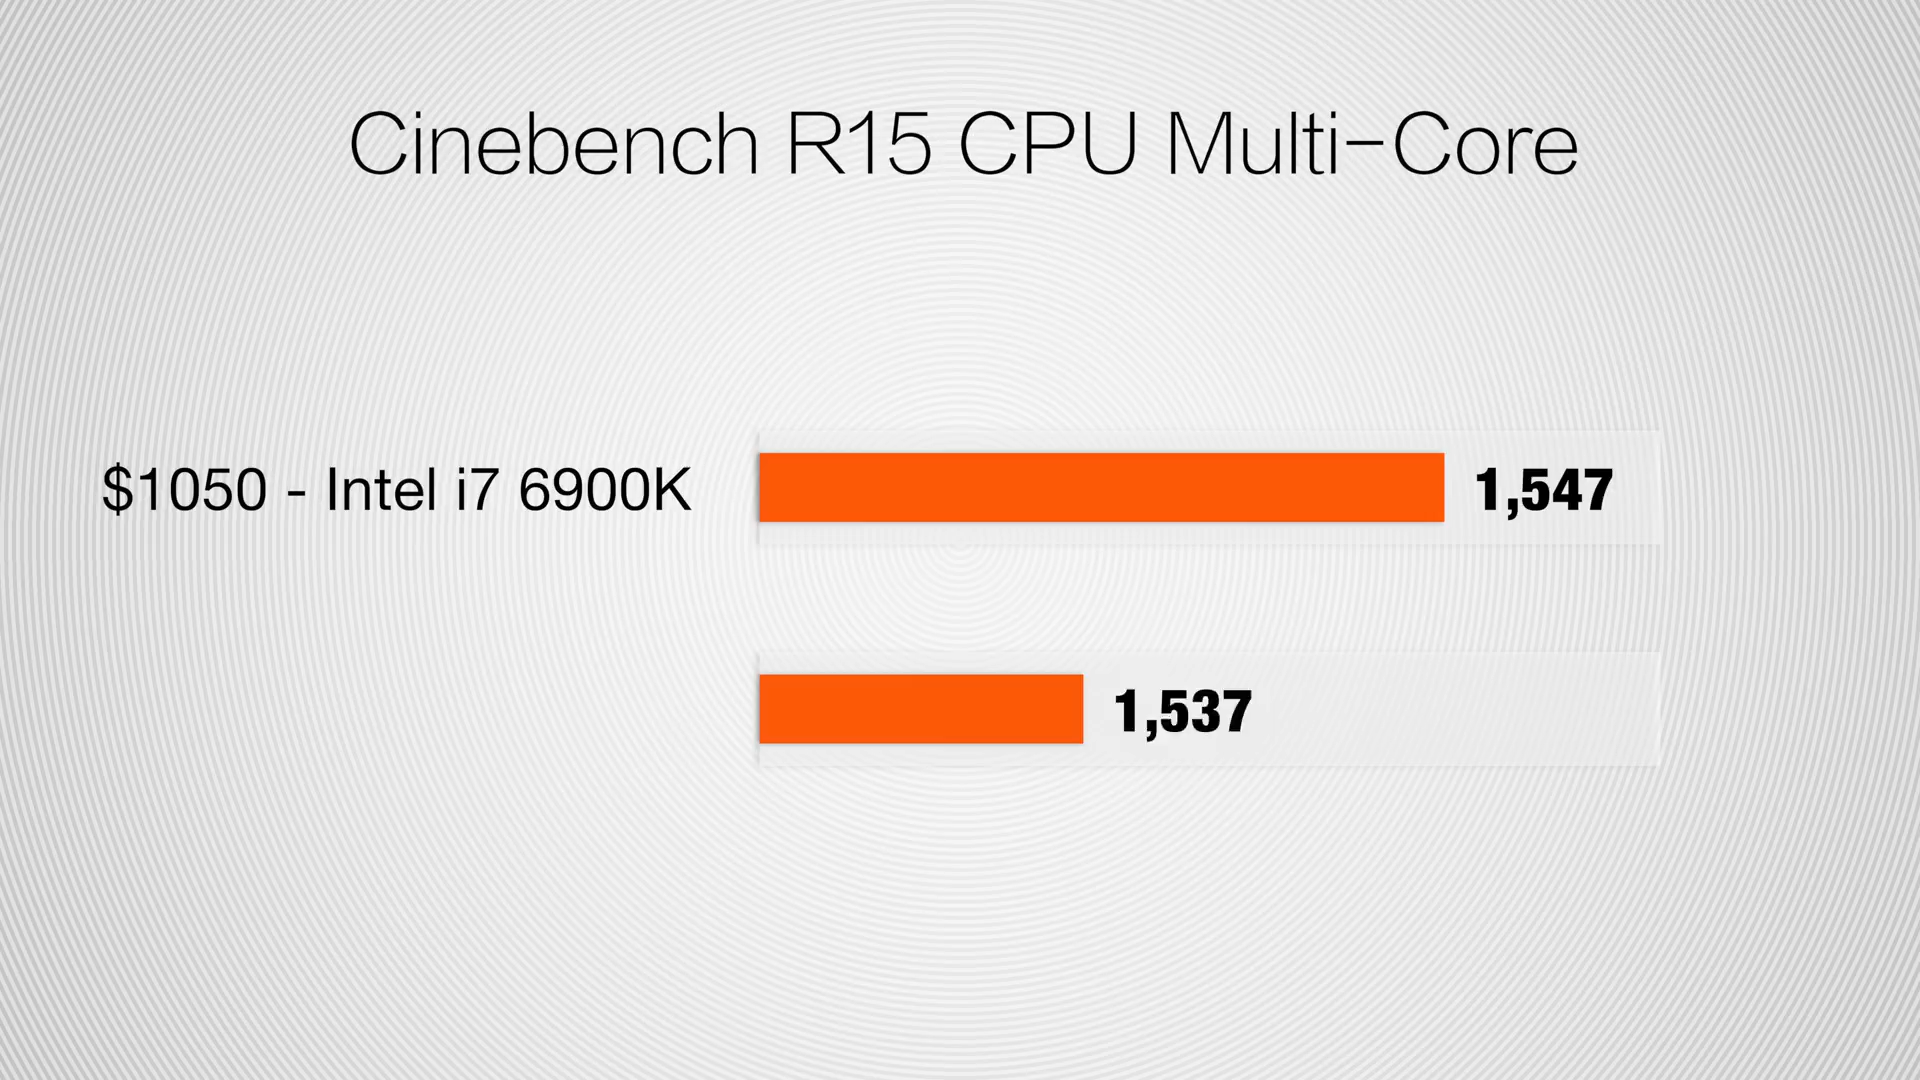 Cinebench R15 CPU Multi-Core
$1050 - Intel i7 6900K 1,547
1,537